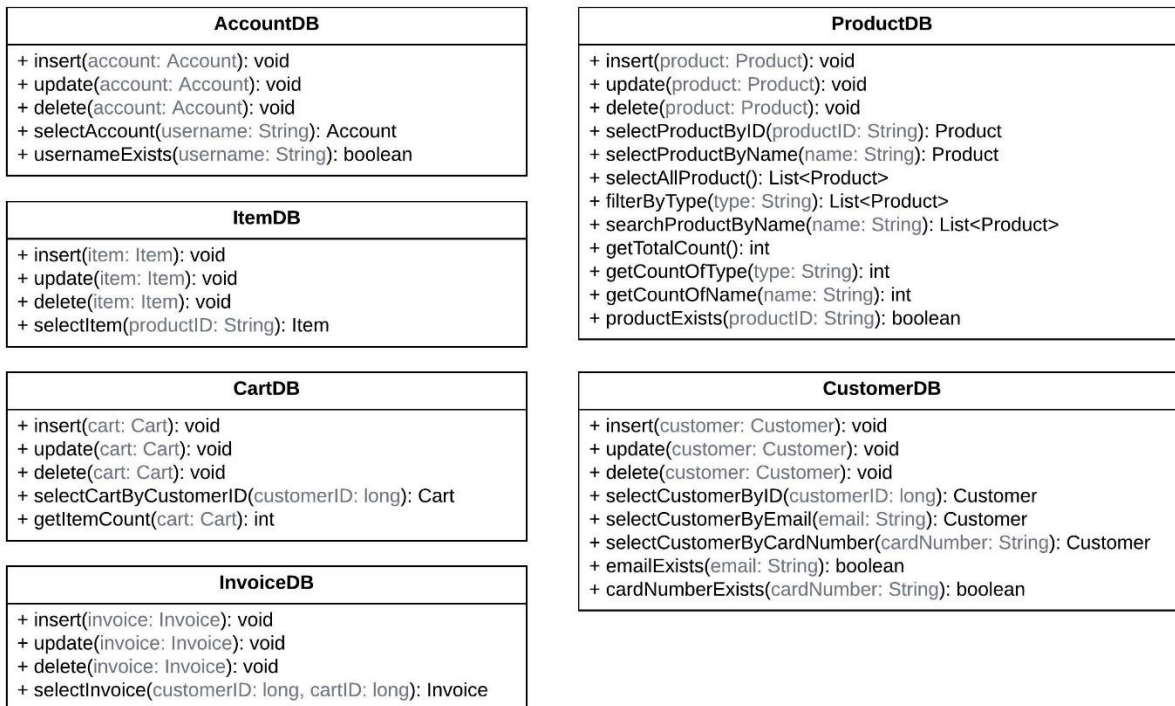 AccountDB
+ insert(account: Account): void
+ update(account: Account): void
+ delete(account: Account): void
+ selectAccount(username: String): Account
+ usernameExists(username: String): boolean
ItemDB
+ insert(item: Item): void
+ update(item: Item): void
+ delete(item: Item): void
+ selectItem(productID: String): Item
CartDB
+ insert(cart: Cart): void
+ update(cart: Cart): void
+ delete(cart: Cart): void
+ selectCartByCustomerID(customerID: long): Cart
+ getItemCount(cart: Cart): int
InvoiceDB
+ insert(invoice: Invoice): void
+ update(invoice: Invoice): void
+ delete(invoice: Invoice): void
+ selectInvoice(customerID: long, cartID: long): Invoice
ProductDB
+ insert(product: Product): void
+ update(product: Product): void
+ delete(product: Product): void
+ selectProductByID(productID: String): Product
+ selectProductByName(name: String): Product
+ selectAllProduct(): List<Product>
+ filterByType(type: String): List<Product>
+ searchProductByName(name: String): List<Product>
+ getTotalCount(): int
+ getCountOfType(type: String): int
+ getCountOfName(name: String): int
+ productExists(productID: String): boolean
CustomerDB
+ insert(customer: Customer): void
+ update(customer: Customer): void
+ delete(customer: Customer): void
+ selectCustomerByID(customerID: long): Customer
+ selectCustomerByEmail(email: String): Customer
+ selectCustomerByCardNumber(cardNumber: String): Customer
+ emailExists(email: String): boolean
+ cardNumberExists(cardNumber: String): boolean